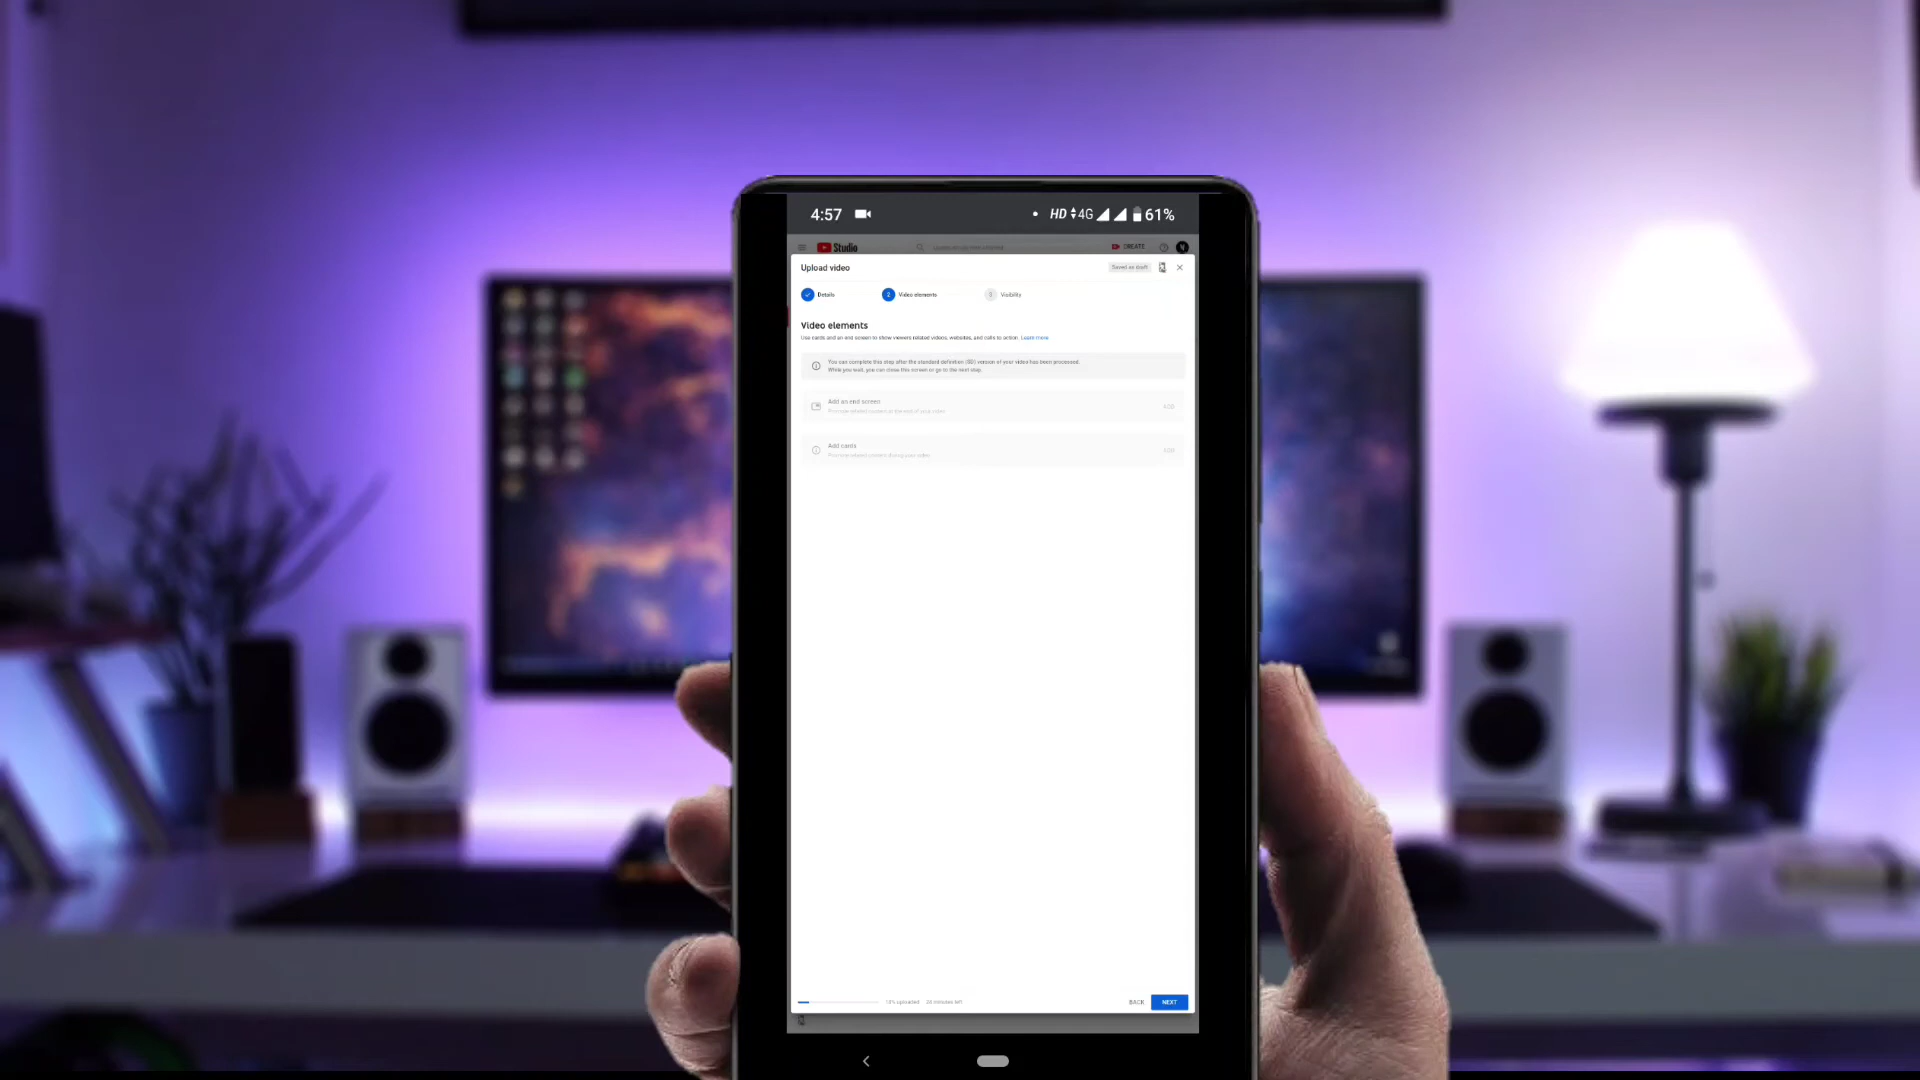 4:57 HD 4G 61%
Studio CREATE
Upload video Saved as draft
Details 2 Video elements 3 Visibility
Video elements
Use cards and an end screen to show viewers related videos, websites, and calls to action. Learn more
You can complete this step after the standard definition (SD) version of your video has been processed.
While you wait, you can close this screen or go to the next step.
Add an end screen
Promote related content at the end of your video
ADD
Add cards
Promote related content during your video
ADD
uploaded 20 minutes left BACK NEXT